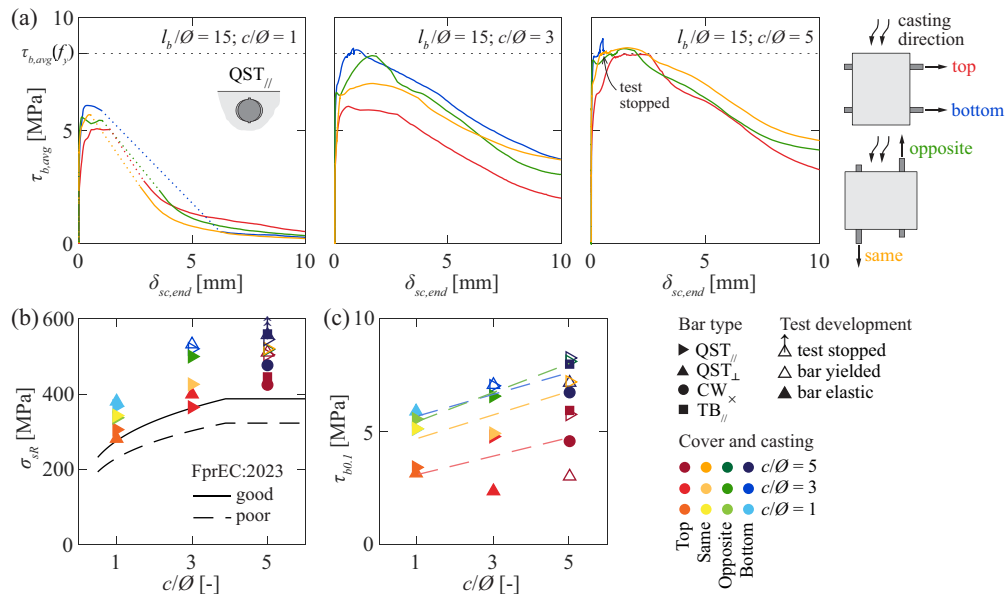 (a)
10
τb,avg(fy)
5
0
τb,avg [MPa]
lb/Ø = 15; c/Ø = 1
QST//
0
5
10
δsc,end [mm]
lb/Ø = 15; c/Ø = 3
0
5
10
δsc,end [mm]
lb/Ø = 15; c/Ø = 5
test
stopped
0
5
10
δsc,end [mm]
casting
direction
top
bottom
opposite
same
(b)
600
400
200
0
σsR [MPa]
FprEC:2023
good
poor
1
3
5
c/Ø [-]
(c)
10
5
0
τb0.1 [MPa]
1
3
5
c/Ø [-]
Bar type
QST//
QST⊥
CW×
TB//
Test development
test stopped
bar yielded
bar elastic
Cover and casting
c/Ø = 5
c/Ø = 3
c/Ø = 1
Top
Same
Opposite
Bottom